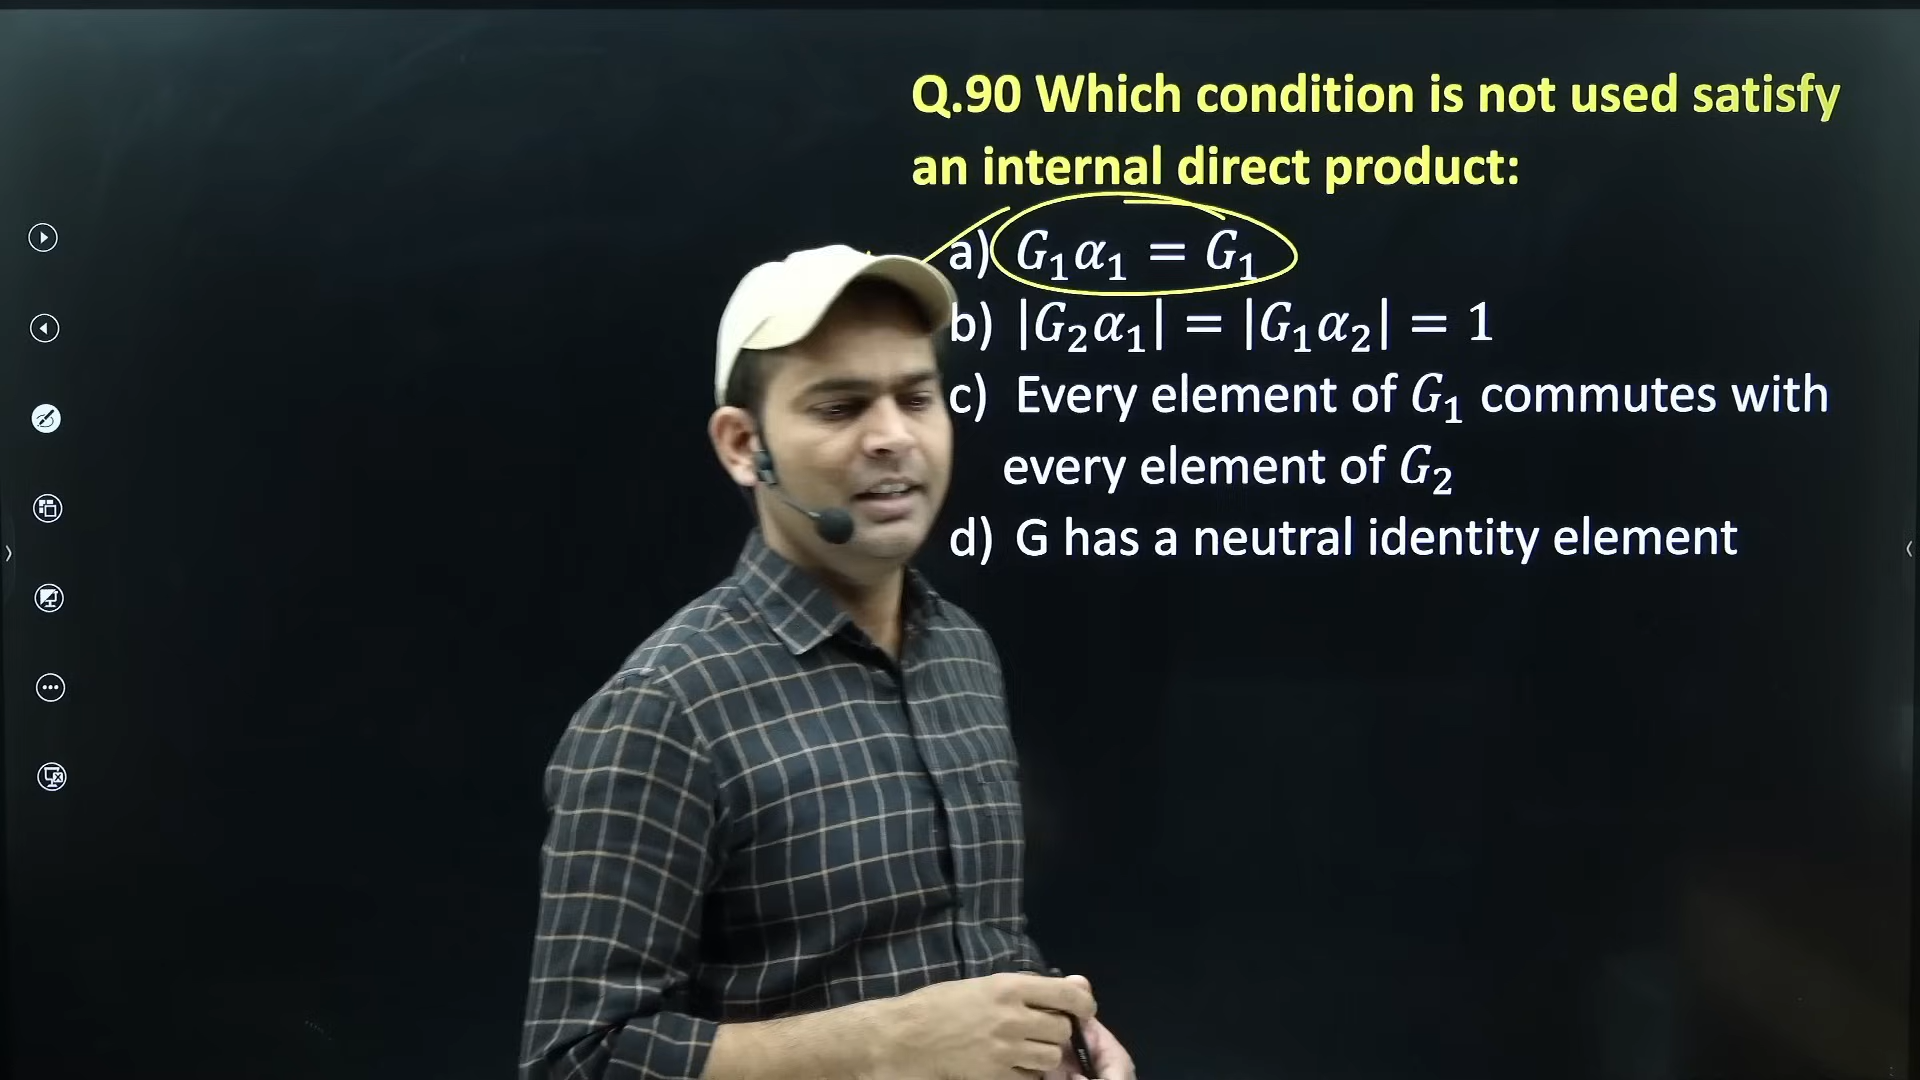 Q.90 Which condition is not used satisfy
an internal direct product:
a) G₁α₁ = G₁
b) |G₂α₁| = |G₁α₂| = 1
c) Every element of G₁ commutes with
every element of G₂
d) G has a neutral identity element